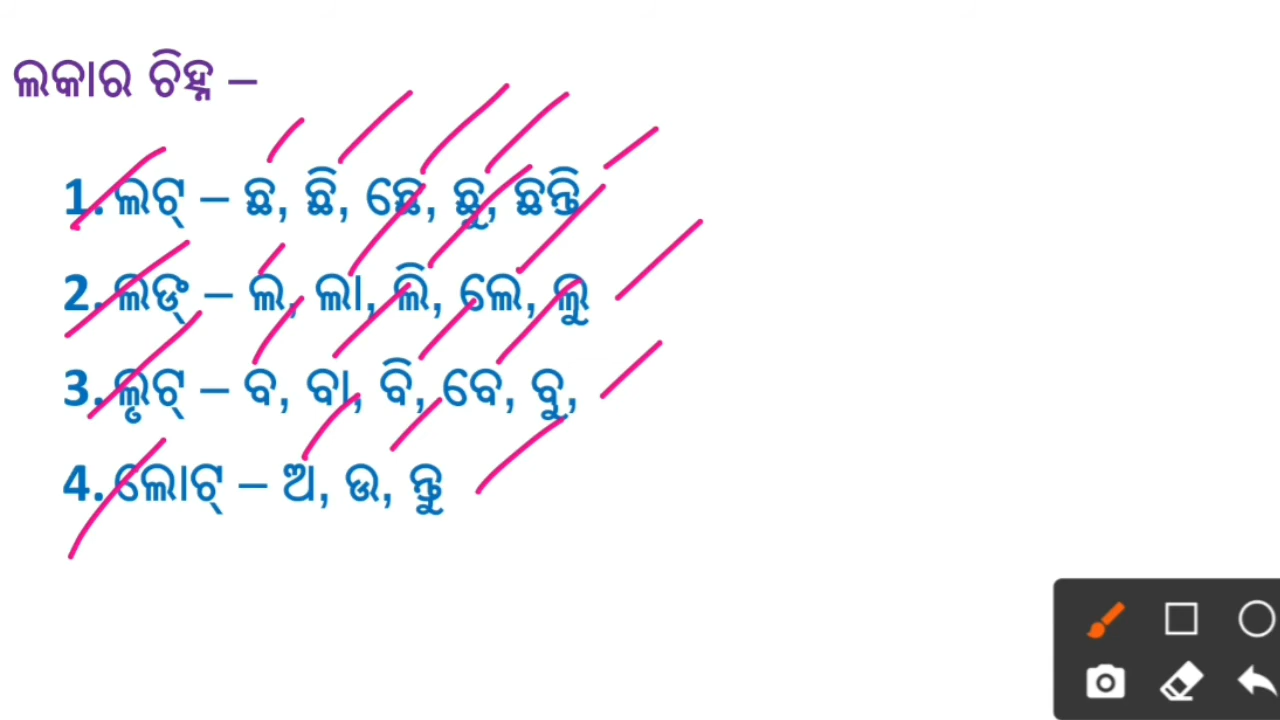 ଲକାର ଚିହ୍ନ –
1. ଲଟ୍ – ଛ, ଛି, ଛେ, ଛୁ, ଛନ୍ତି
2. ଲଙ୍ – ଲ, ଲା, ଲି, ଲେ, ଲୁ
3. ଲୃଟ୍ – ବ, ବା, ବି, ବେ, ବୁ,
4. ଲୋଟ୍ – ଅ, ଉ, ନ୍ତୁ